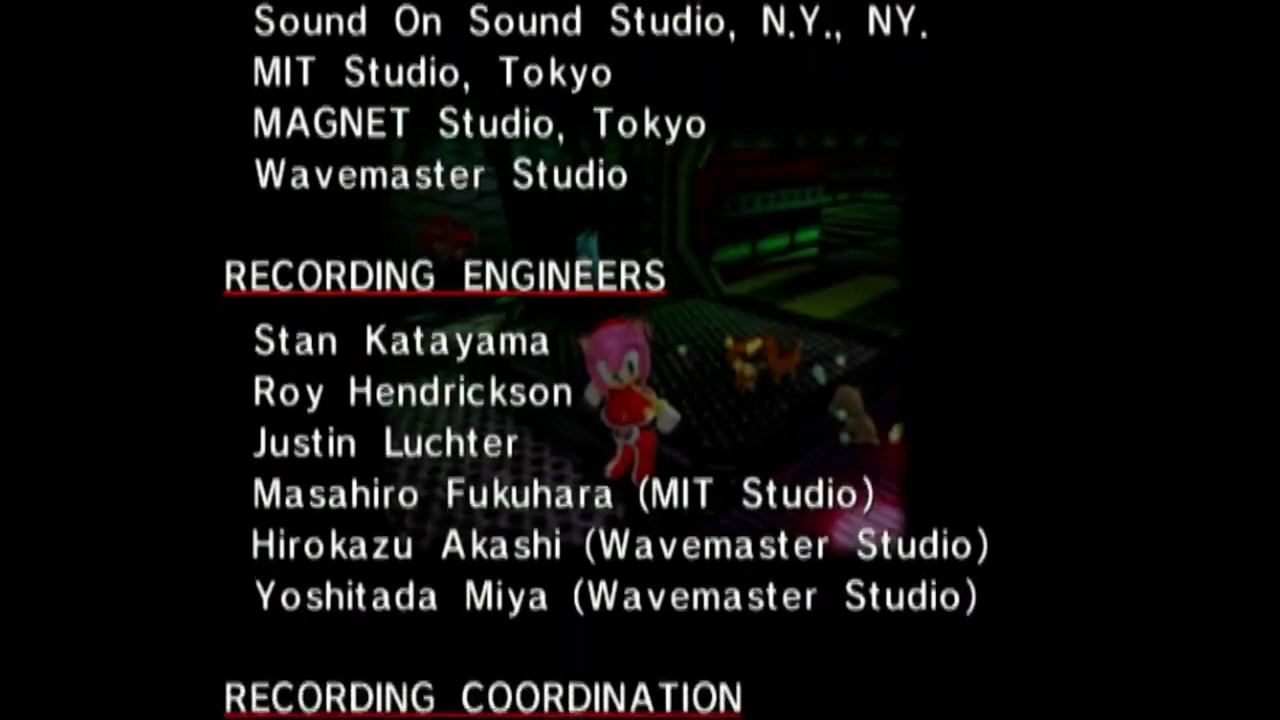 Sound On Sound Studio, N.Y., NY.
MIT Studio, Tokyo
MAGNET Studio, Tokyo
Wavemaster Studio
RECORDING ENGINEERS
Stan Katayama
Roy Hendrickson
Justin Luchter
Masahiro Fukuhara (MIT Studio)
Hirokazu Akashi (Wavemaster Studio)
Yoshitada Miya (Wavemaster Studio)
RECORDING COORDINATION